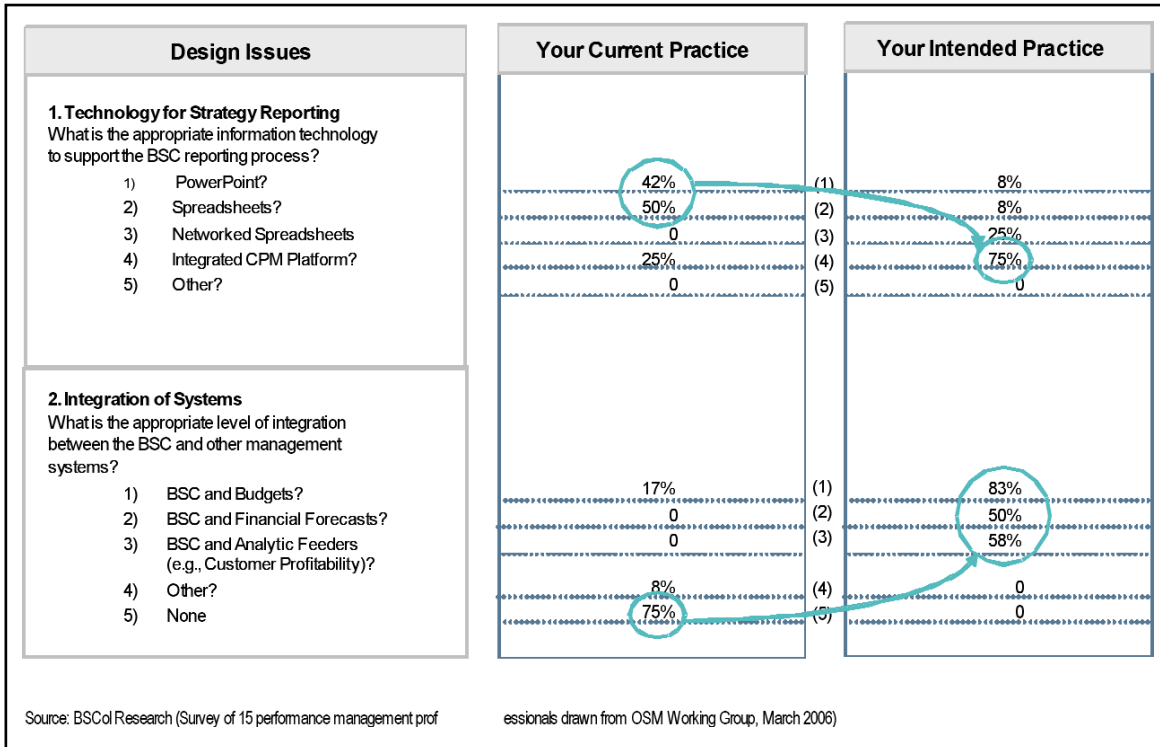 Design Issues
Your Current Practice
Your Intended Practice
1. Technology for Strategy Reporting
What is the appropriate information technology
to support the BSC reporting process?
1) PowerPoint? 42% (1) 8%
2) Spreadsheets? 50% (2) 8%
3) Networked Spreadsheets 0 (3) 25%
4) Integrated CPM Platform? 25% (4) 75%
5) Other? 0 (5) 0
2. Integration of Systems
What is the appropriate level of integration
between the BSC and other management
systems?
1) BSC and Budgets? 17% (1) 83%
2) BSC and Financial Forecasts? 0 (2) 50%
3) BSC and Analytic Feeders 0 (3) 58%
(e.g., Customer Profitability)?
4) Other? 8% (4) 0
5) None 75% (5) 0
Source: BSCol Research (Survey of 15 performance management prof essionals drawn from OSM Working Group, March 2006)